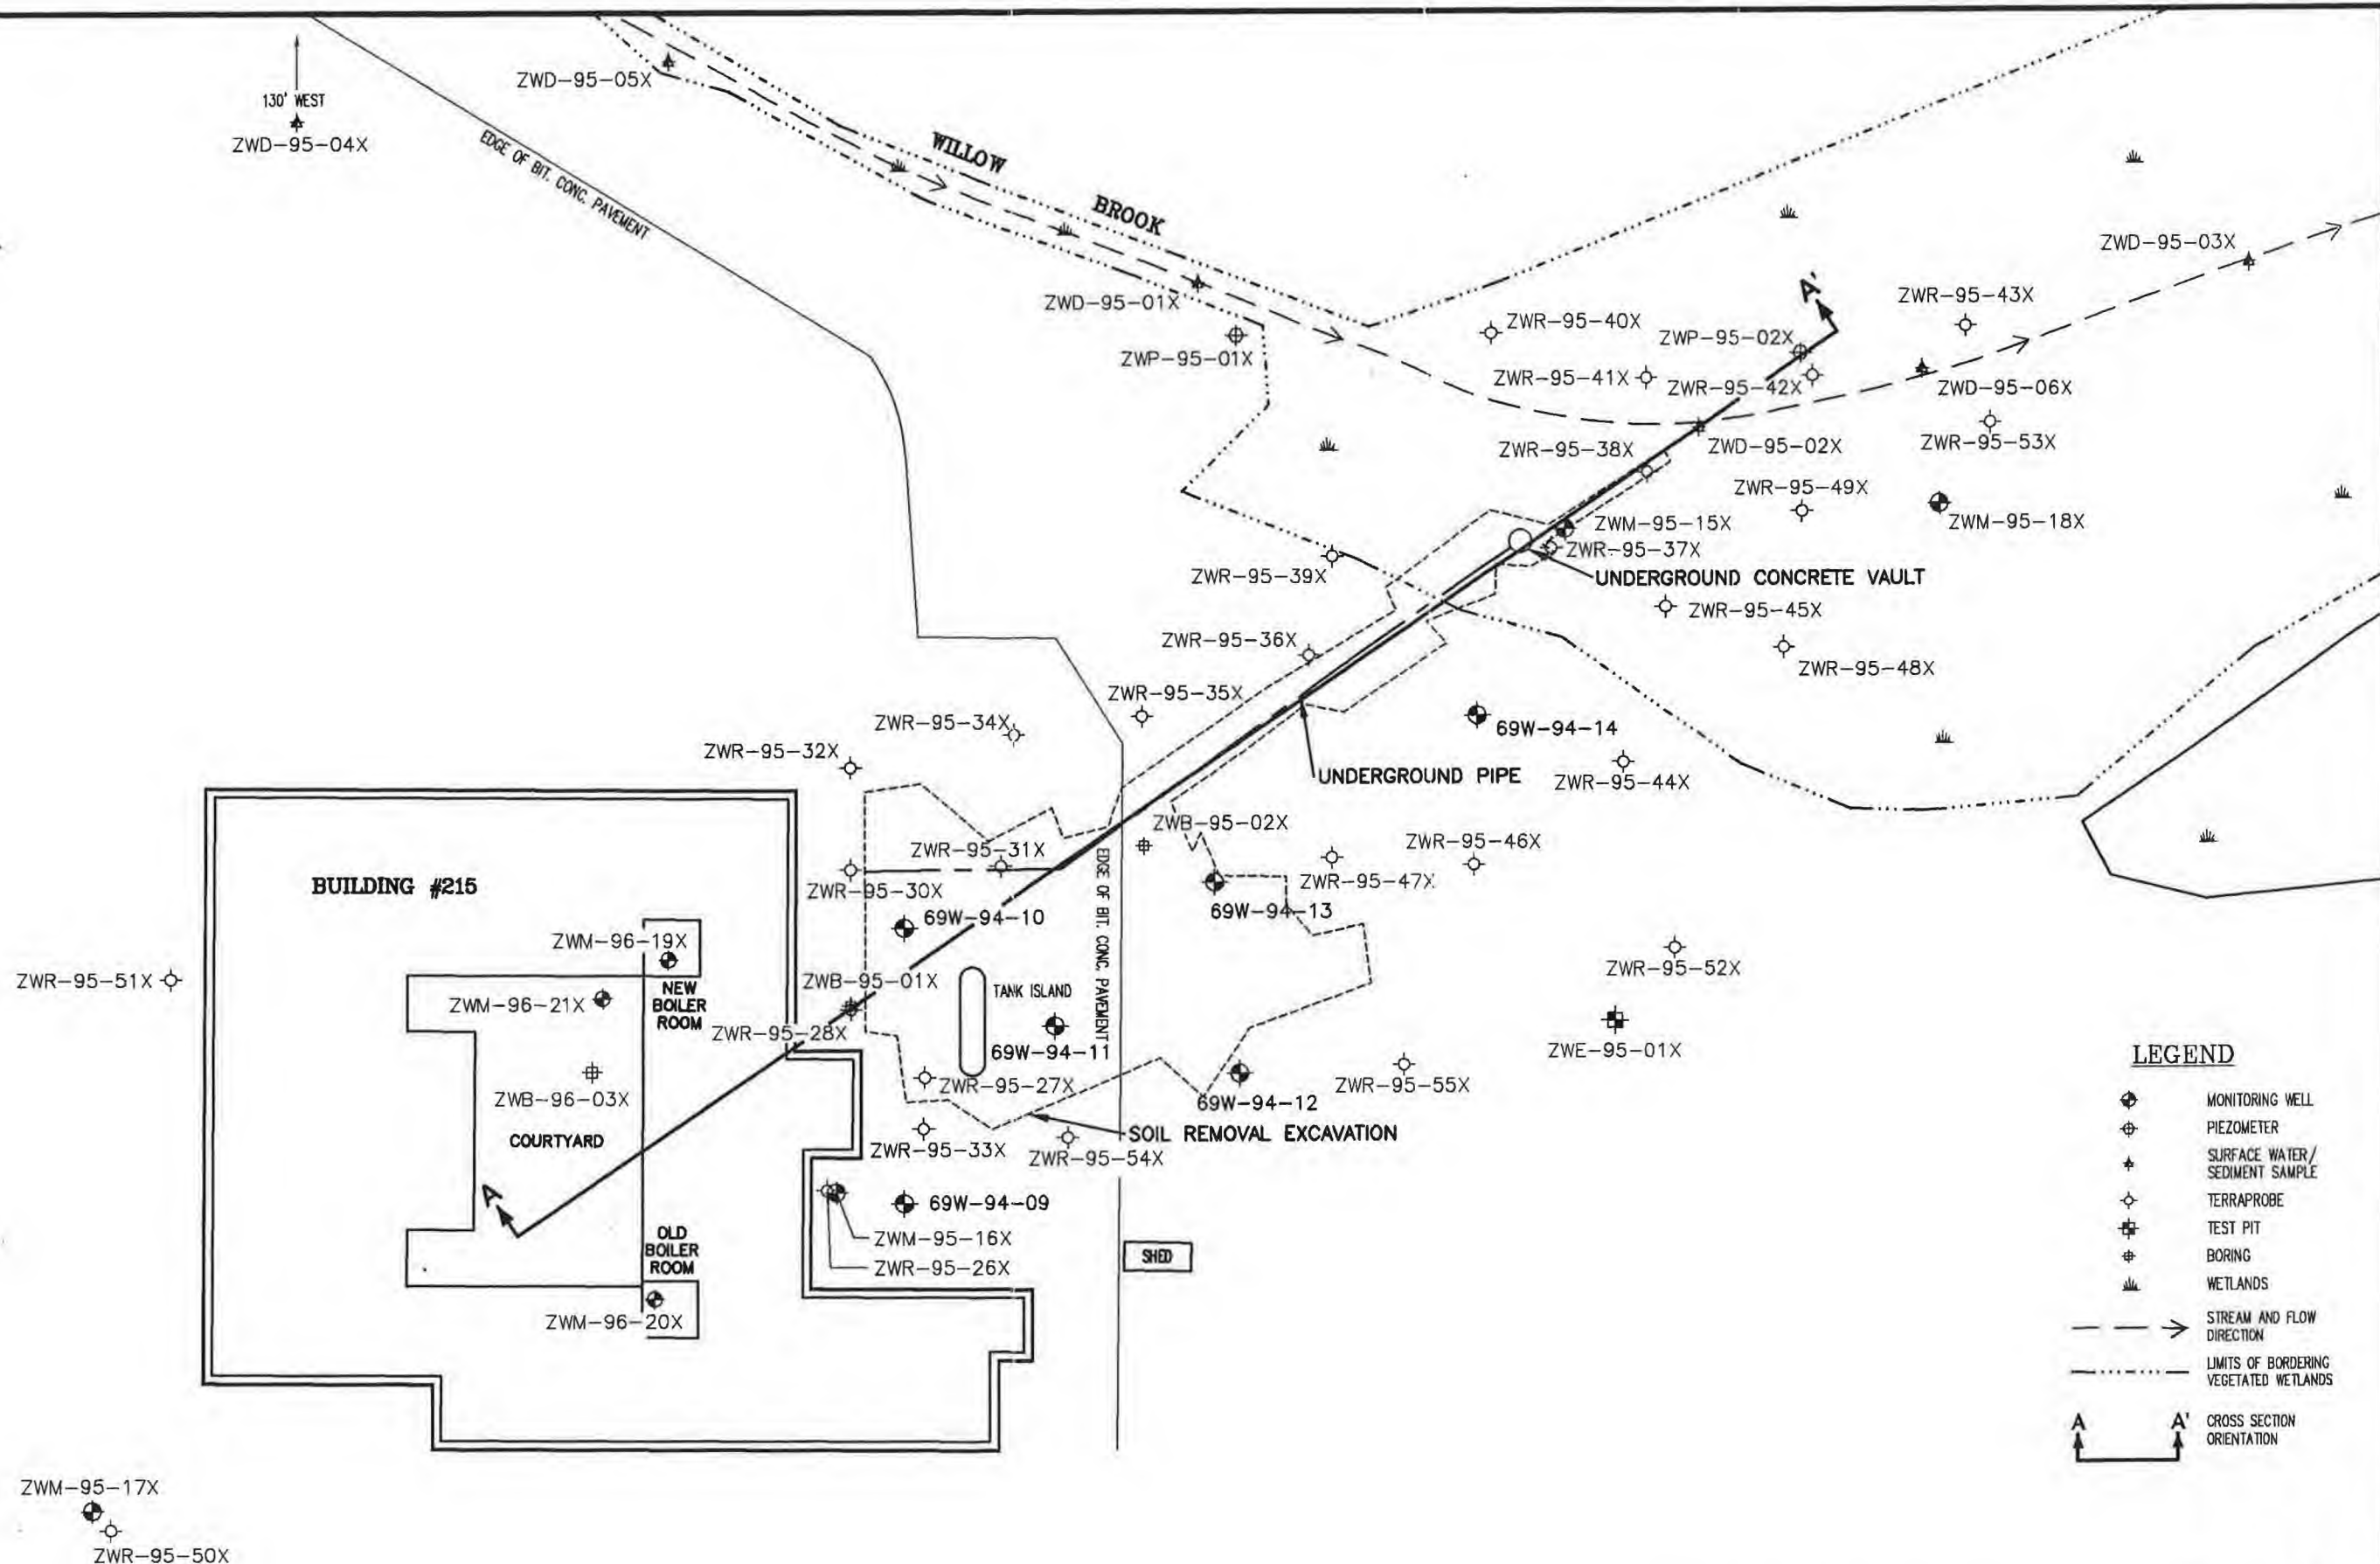 130' WEST
ZWD-95-04X
ZWD-95-05X
EDGE OF BIT. CONC. PAVEMENT
WILLOW
BROOK
ZWD-95-01X
ZWP-95-01X
ZWD-95-03X
A'
ZWR-95-43X
ZWR-95-40X
ZWP-95-02X
ZWR-95-41X
ZWR-95-42X
ZWD-95-06X
ZWR-95-53X
ZWR-95-38X
ZWD-95-02X
ZWR-95-49X
ZWM-95-15X
ZWM-95-18X
ZWR-95-37X
ZWR-95-39X
UNDERGROUND CONCRETE VAULT
ZWR-95-45X
ZWR-95-36X
ZWR-95-48X
ZWR-95-35X
ZWR-95-34X
69W-94-14
ZWR-95-32X
UNDERGROUND PIPE
ZWR-95-44X
ZWB-95-02X
ZWR-95-31X
ZWR-95-46X
EDGE OF BIT. CONC. PAVEMENT
BUILDING #215
ZWR-95-30X
ZWR-95-47X
69W-94-10
69W-94-13
ZWM-96-19X
ZWR-95-51X
ZWB-95-01X
NEW
BOILER
ROOM
TANK ISLAND
ZWR-95-52X
ZWM-96-21X
ZWR-95-28X
69W-94-11
ZWE-95-01X
ZWR-95-27X
ZWR-95-55X
ZWB-96-03X
69W-94-12
COURTYARD
SOIL REMOVAL EXCAVATION
ZWR-95-33X
ZWR-95-54X
A
69W-94-09
ZWM-95-16X
OLD
BOILER
ROOM
SHED
ZWR-95-26X
ZWM-96-20X
ZWM-95-17X
ZWR-95-50X
LEGEND
MONITORING WELL
PIEZOMETER
SURFACE WATER/
SEDIMENT SAMPLE
TERRAPROBE
TEST PIT
BORING
WETLANDS
STREAM AND FLOW
DIRECTION
LIMITS OF BORDERING
VEGETATED WETLANDS
A A' CROSS SECTION
ORIENTATION